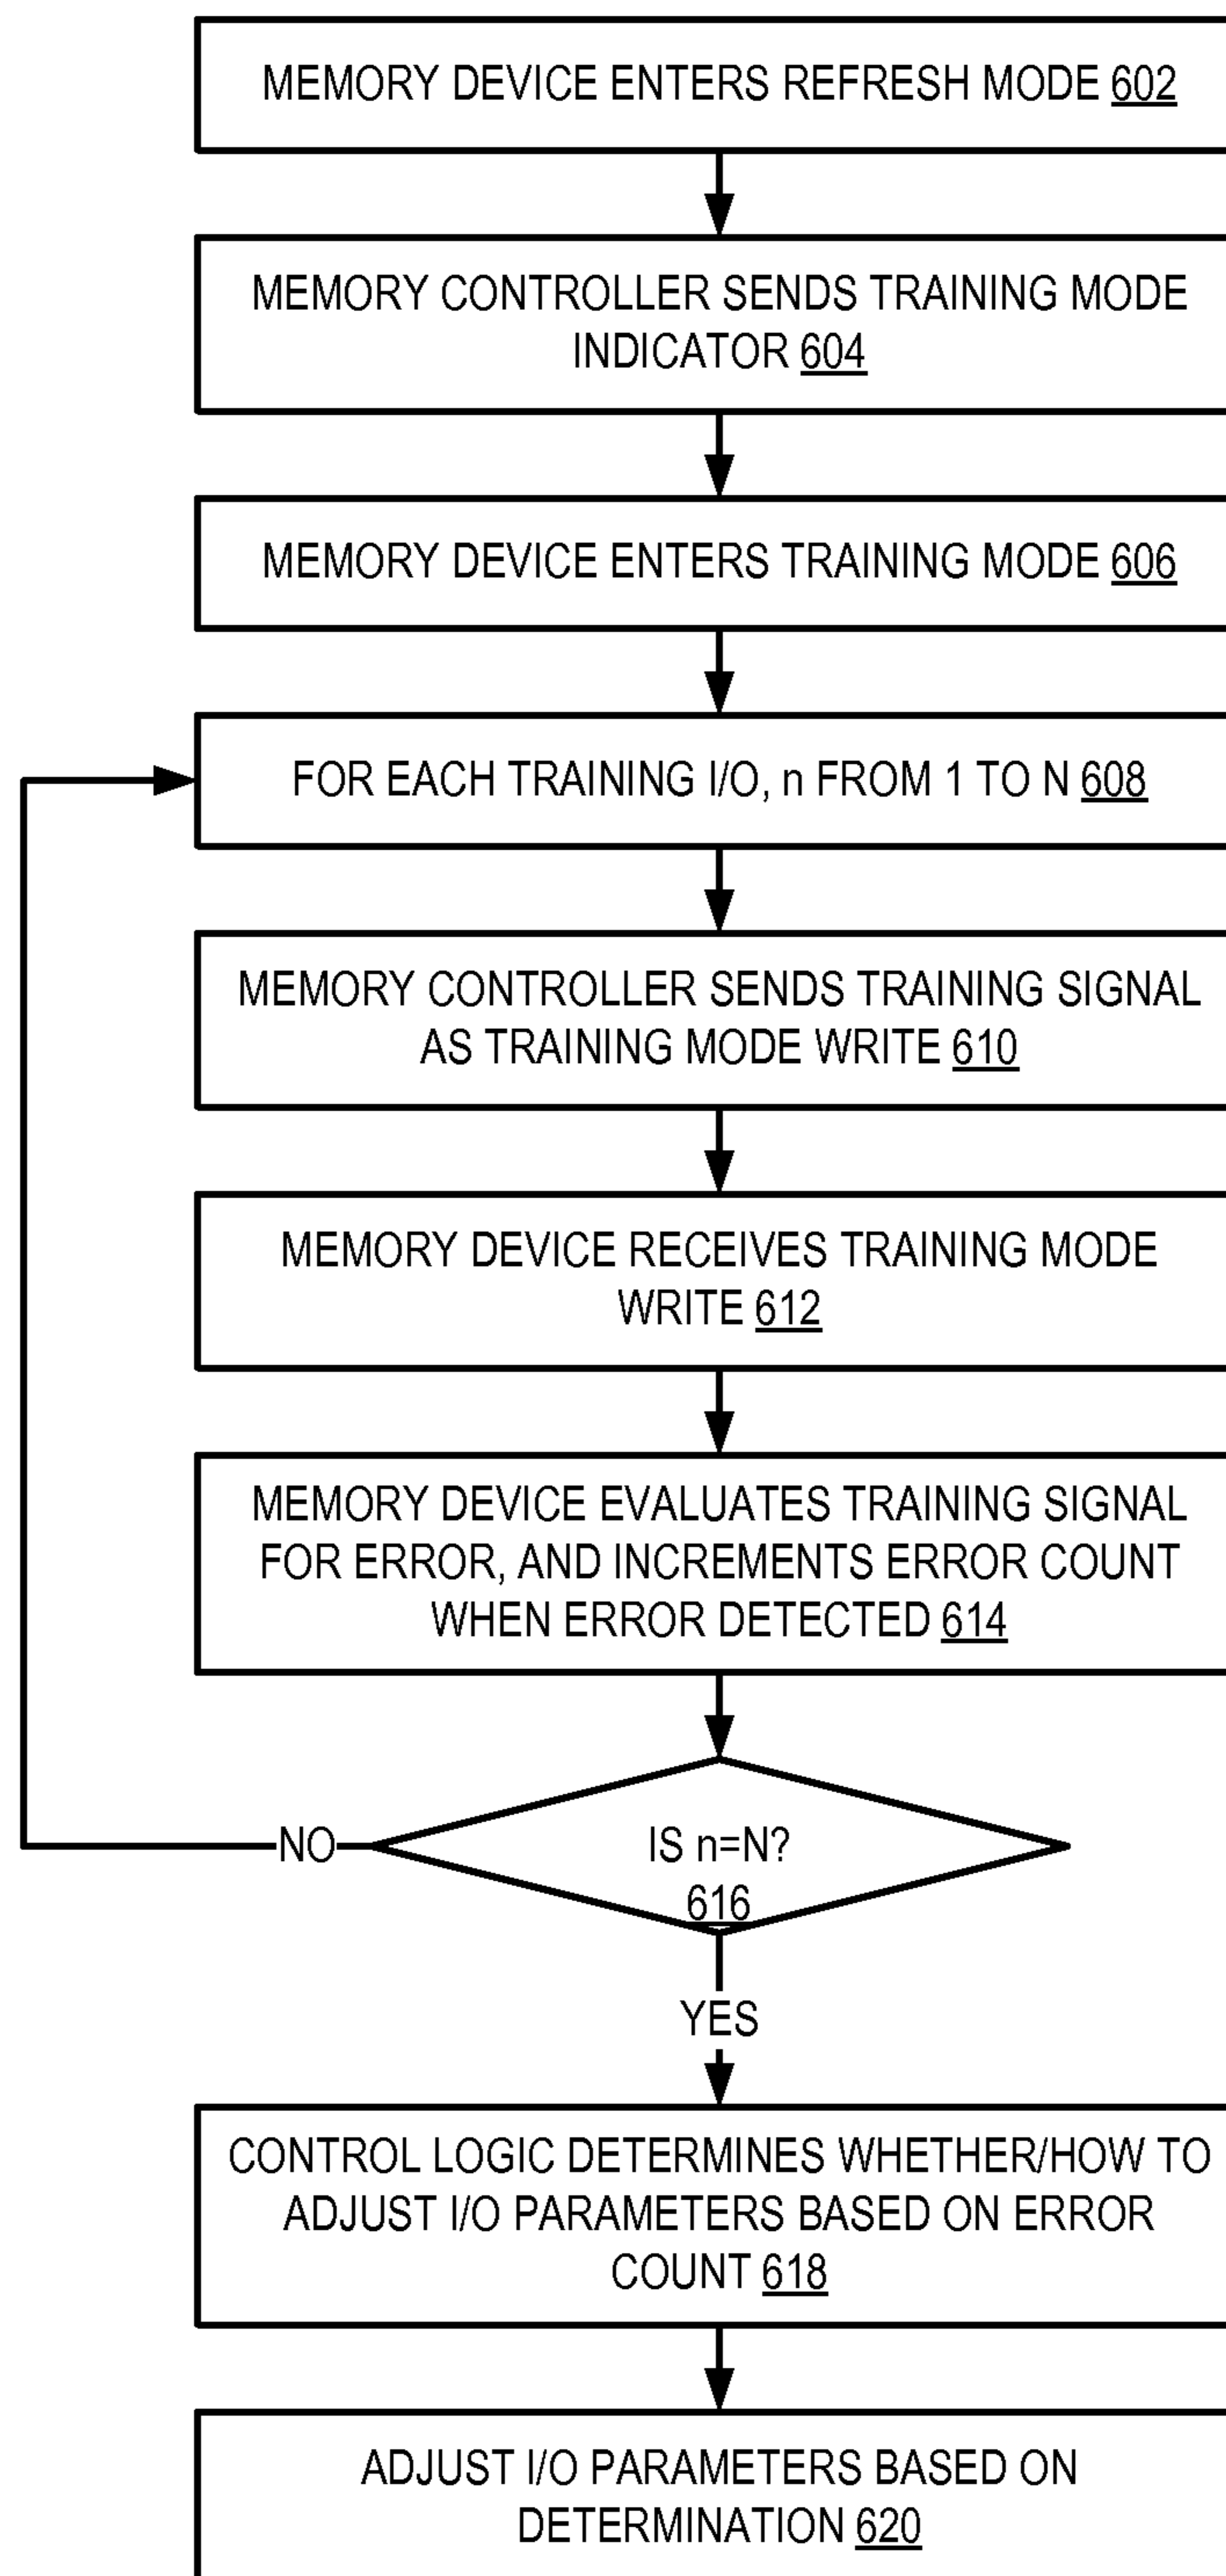 MEMORY DEVICE ENTERS REFRESH MODE 602
MEMORY CONTROLLER SENDS TRAINING MODE
INDICATOR 604
MEMORY DEVICE ENTERS TRAINING MODE 606
FOR EACH TRAINING I/O, n FROM 1 TO N 608
MEMORY CONTROLLER SENDS TRAINING SIGNAL
AS TRAINING MODE WRITE 610
MEMORY DEVICE RECEIVES TRAINING MODE
WRITE 612
MEMORY DEVICE EVALUATES TRAINING SIGNAL
FOR ERROR, AND INCREMENTS ERROR COUNT
WHEN ERROR DETECTED 614
NO
IS n=N?
616
YES
CONTROL LOGIC DETERMINES WHETHER/HOW TO
ADJUST I/O PARAMETERS BASED ON ERROR
COUNT 618
ADJUST I/O PARAMETERS BASED ON
DETERMINATION 620